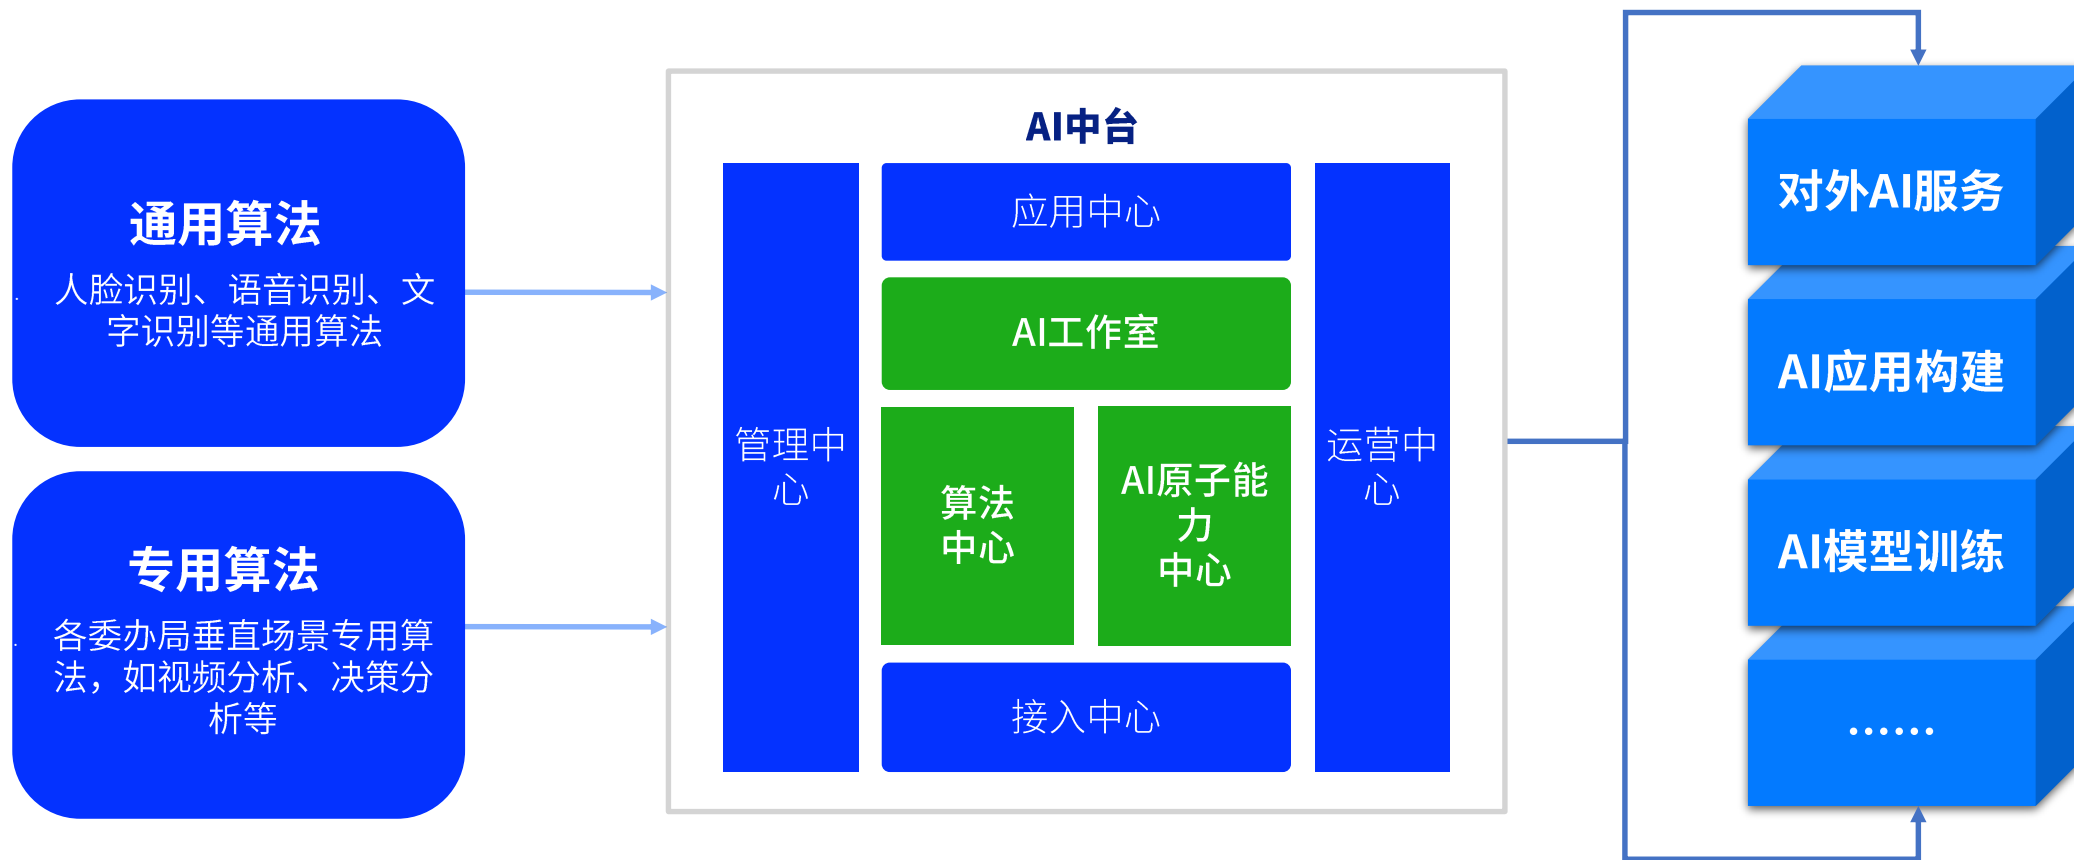 通用算法
人脸识别、语音识别、文
字识别等通用算法
专用算法
各委办局垂直场景专用算
法，如视频分析、决策分
析等
AI中台
管理中
心
应用中心
AI工作室
算法
中心
AI原子能
力
中心
接入中心
运营中
心
对外AI服务
AI应用构建
AI模型训练
······